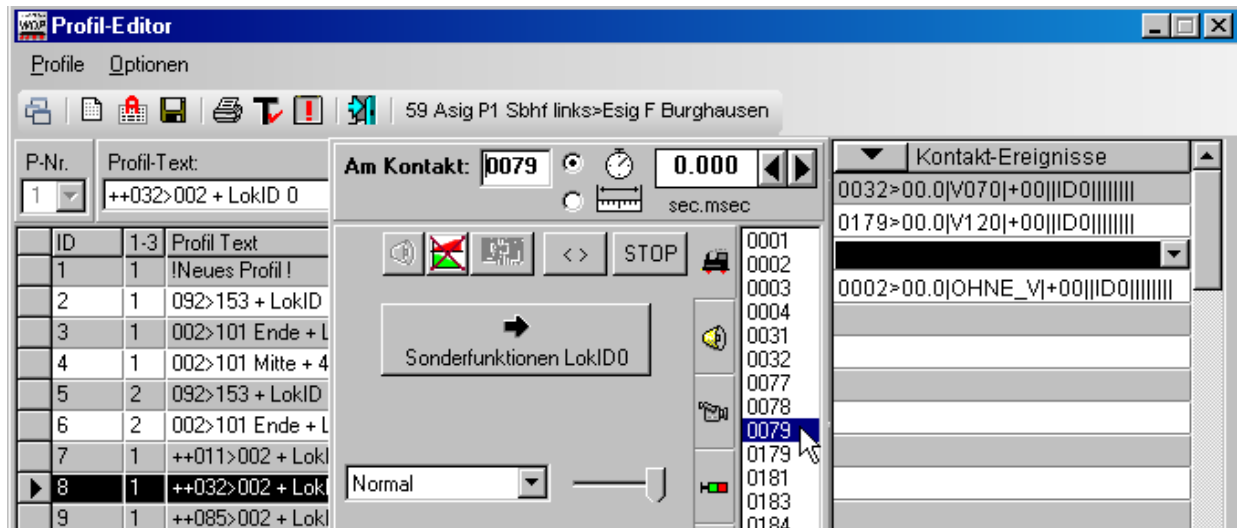 WDP Profil-Editor
Profile Optionen
59 Asig P1 Sbhf links>Esig F Burghausen
P-Nr. Profil-Text:
1 ++032>002 + LokID 0
Am Kontakt: 0079 0.000
sec.msec
Kontakt-Ereignisse
0032>00.0|V070|+00|||ID0||||||||
0179>00.0|V120|+00|||ID0||||||||
0002>00.0|OHNE_V|+00|||ID0||||||||
ID 1-3 Profil Text
1 1 !Neues Profil !
2 1 092>153 + LokID
3 1 002>101 Ende + L
4 1 002>101 Mitte + 4
5 2 092>153 + LokID
6 2 002>101 Ende + L
7 1 ++011>002 + LokI
8 1 ++032>002 + LokI
9 1 ++085>002 + LokI
< > STOP
Sonderfunktionen LokID0
Normal
0001
0002
0003
0004
0031
0032
0077
0078
0079
0179
0181
0183
0184